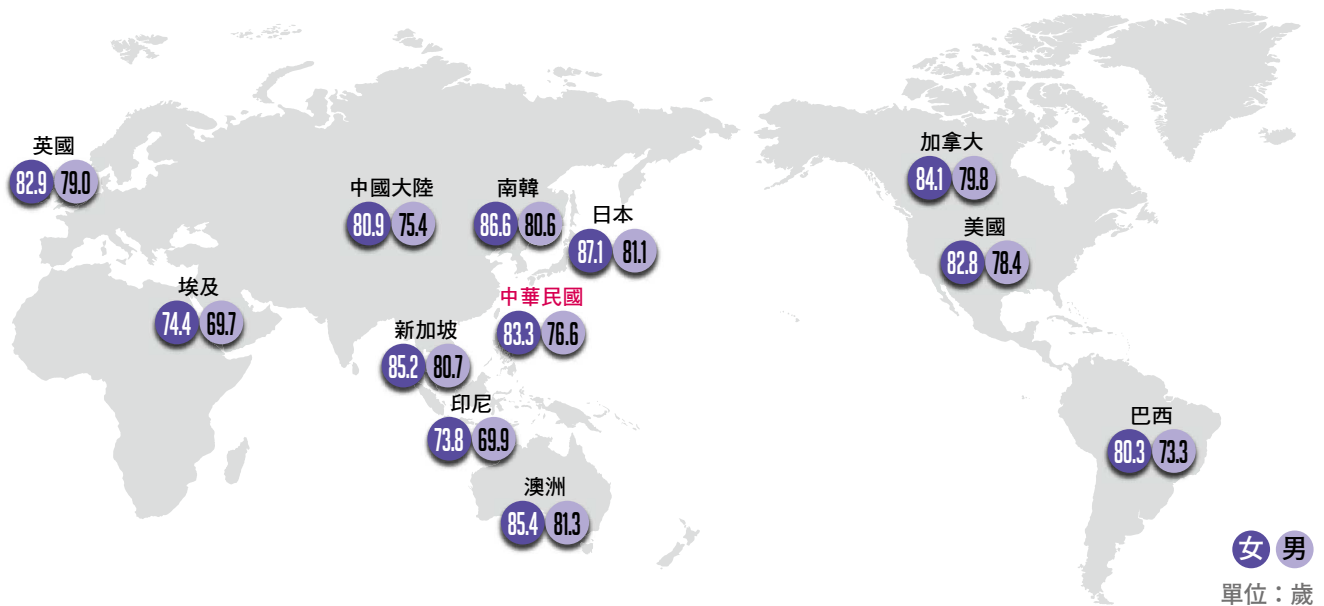 英國
82.9 79.0
中國大陸
80.9 75.4
南韓
86.6 80.6
日本
87.1 81.1
加拿大
84.1 79.8
美國
82.8 78.4
埃及
74.4 69.7
中華民國
83.3 76.6
新加坡
85.2 80.7
印尼
73.8 69.9
澳洲
85.4 81.3
巴西
80.3 73.3
女 男
單位：歲